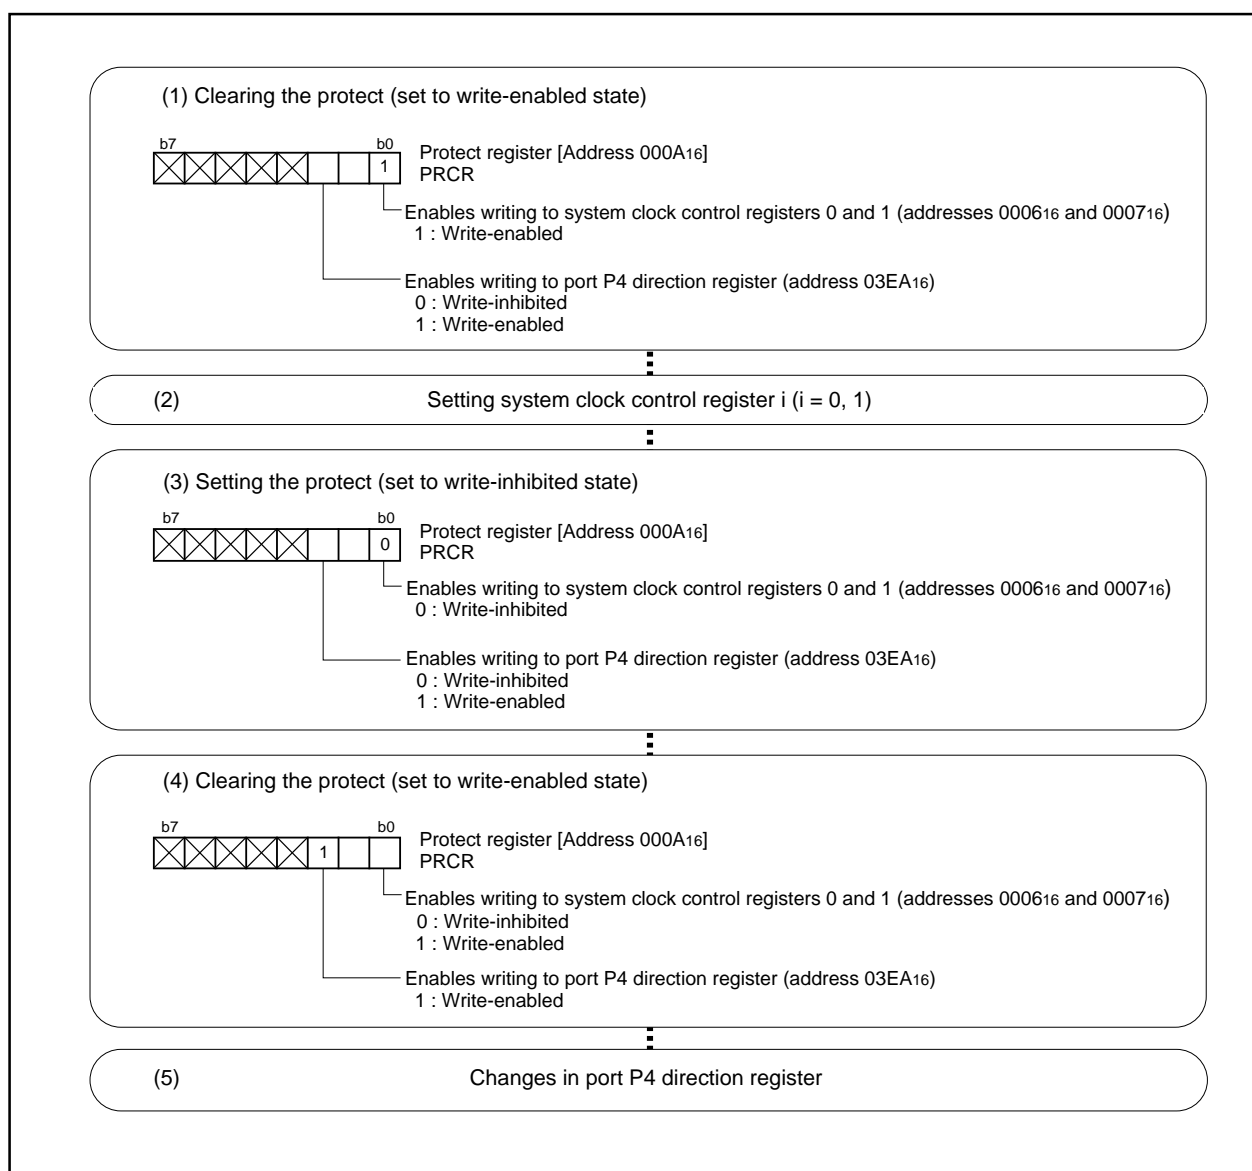 (1) Clearing the protect (set to write-enabled state)
b7 b0
1
Protect register [Address 000A16]
PRCR
Enables writing to system clock control registers 0 and 1 (addresses 000616 and 000716)
1 : Write-enabled
Enables writing to port P4 direction register (address 03EA16)
0 : Write-inhibited
1 : Write-enabled
(2) Setting system clock control register i (i = 0, 1)
(3) Setting the protect (set to write-inhibited state)
b7 b0
0
Protect register [Address 000A16]
PRCR
Enables writing to system clock control registers 0 and 1 (addresses 000616 and 000716)
0 : Write-inhibited
Enables writing to port P4 direction register (address 03EA16)
0 : Write-inhibited
1 : Write-enabled
(4) Clearing the protect (set to write-enabled state)
b7 b0
1
Protect register [Address 000A16]
PRCR
Enables writing to system clock control registers 0 and 1 (addresses 000616 and 000716)
0 : Write-inhibited
1 : Write-enabled
Enables writing to port P4 direction register (address 03EA16)
1 : Write-enabled
(5) Changes in port P4 direction register